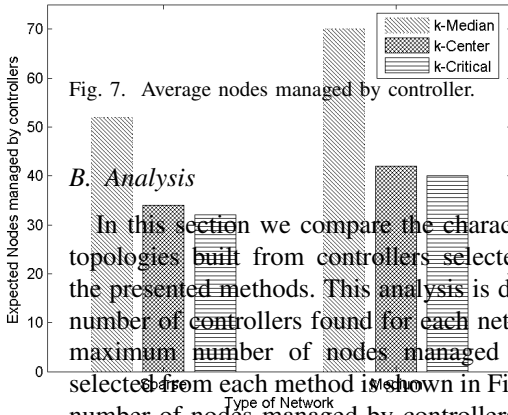 70
60
50
40
30
20
10
0
Expected Nodes managed by controllers
k-Median
k-Center
k-Critical
Fig. 7. Average nodes managed by controller.
B. Analysis
In this section we compare the charac
topologies built from controllers selecte
the presented methods. This analysis is d
number of controllers found for each net
maximum number of nodes managed
selected from each method is shown in Fi
Sparse
Medium
Type of Network
number of nodes managed by controller